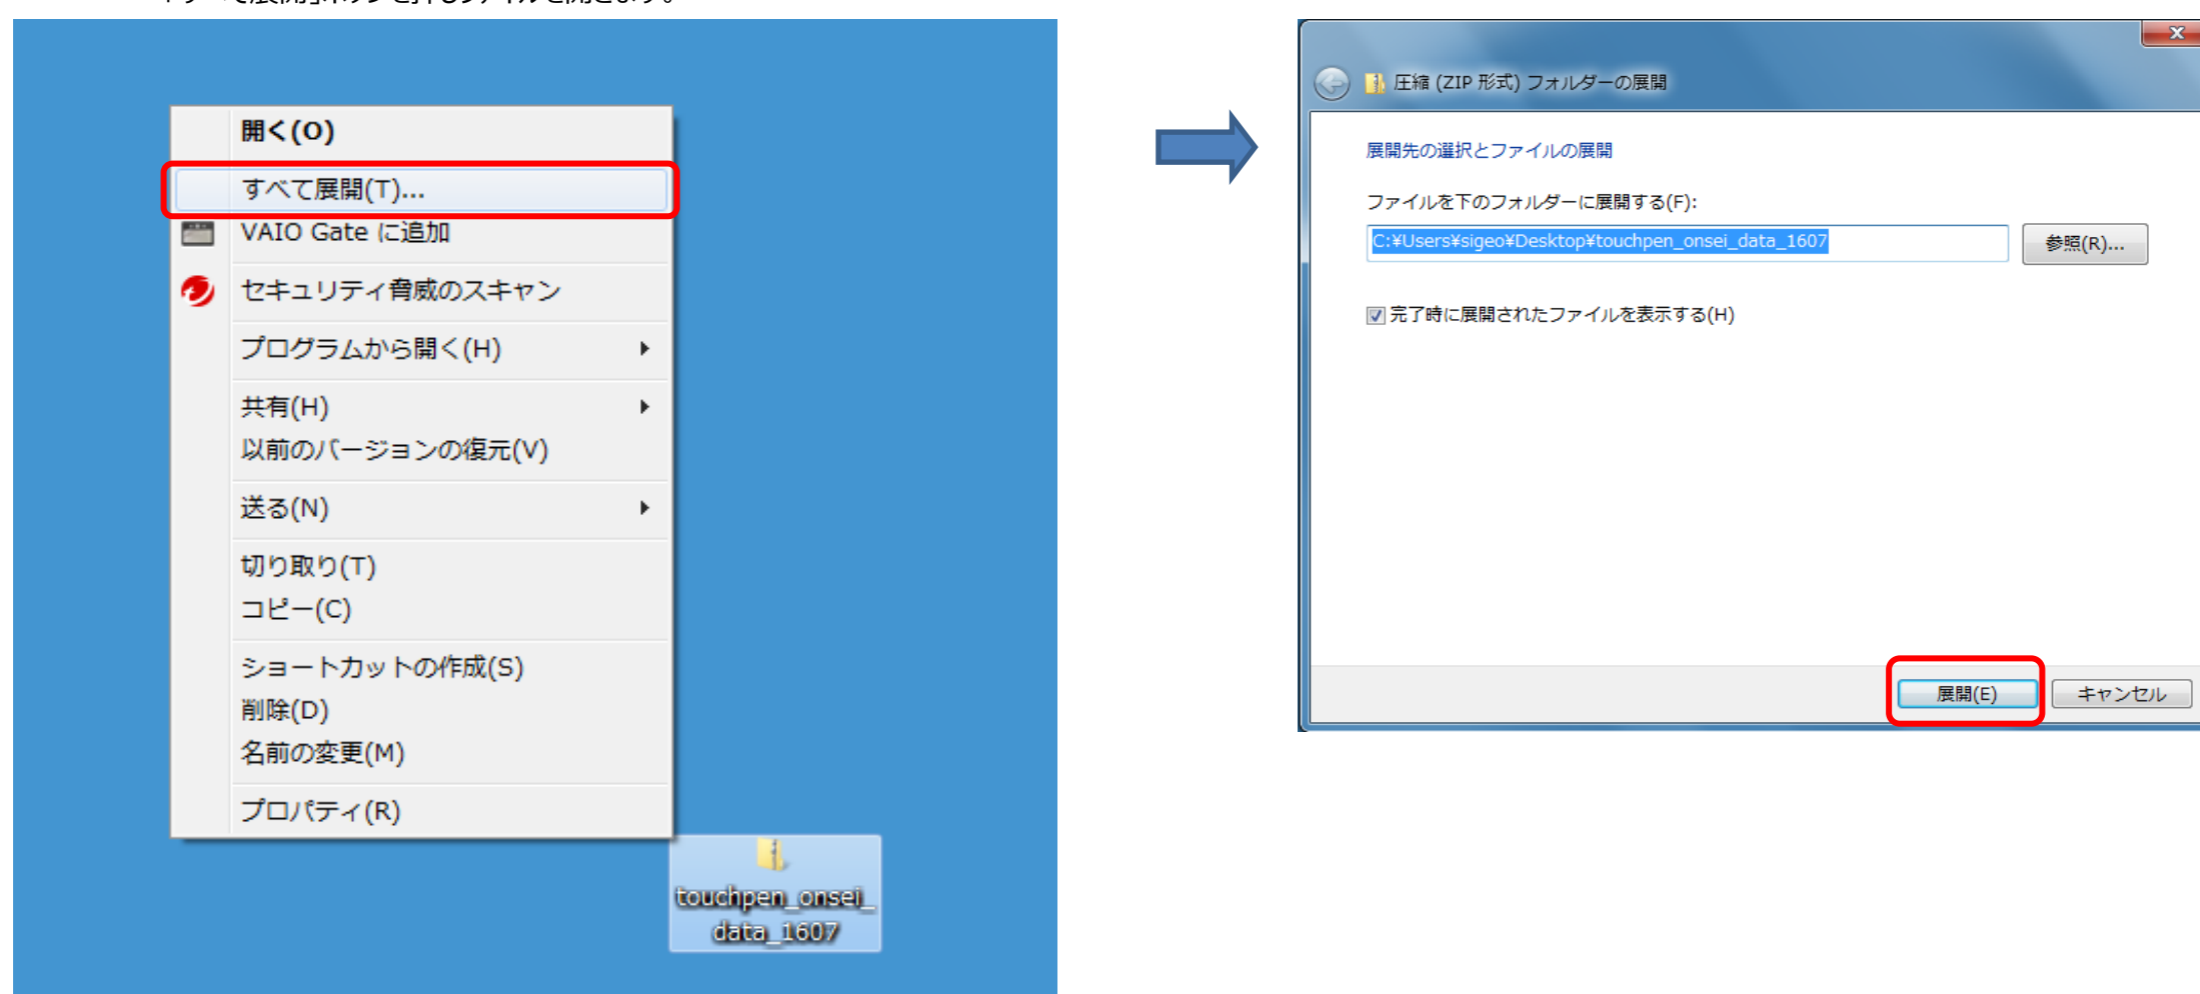 開く(O)
すべて展開(T)...
VAIO Gate に追加
セキュリティ脅威のスキャン
プログラムから開く(H)
共有(H)
以前のバージョンの復元(V)
送る(N)
切り取り(T)
コピー(C)
ショートカットの作成(S)
削除(D)
名前の変更(M)
プロパティ(R)
touchpen_onsei_
data_1607
圧縮 (ZIP 形式) フォルダーの展開
展開先の選択とファイルの展開
ファイルを下のフォルダーに展開する(F):
C:¥Users¥sigeo¥Desktop¥touchpen_onsei_data_1607
参照(R)...
完了時に展開されたファイルを表示する(H)
展開(E)
キャンセル